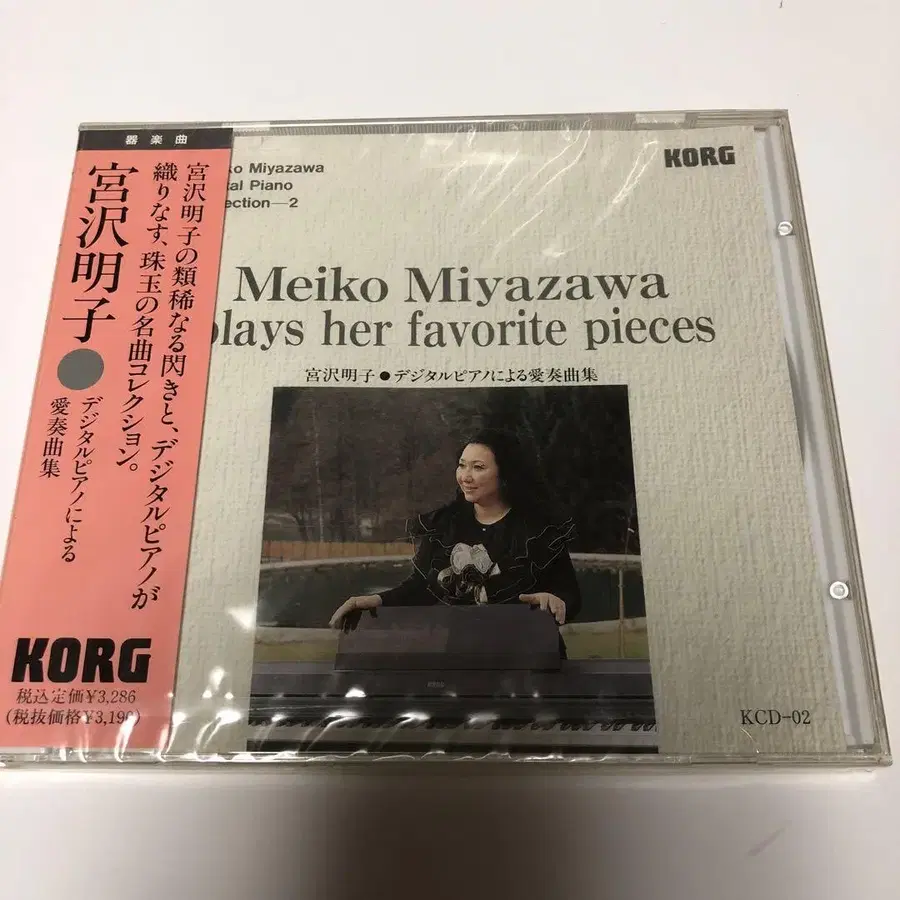 器楽曲
宮沢明子の類稀なる閃きと、デジタルピアノが
織りなす、珠玉の名曲コレクション。
宮沢明子●デジタルピアノによる
愛奏曲集
KORG
税込定価¥3,286
(税抜価格¥3,190)
Miyazawa
Piano
—2
KORG
Meiko Miyazawa
plays her favorite pieces
宮沢明子●デジタルピアノによる愛奏曲集
KORG
KCD-02